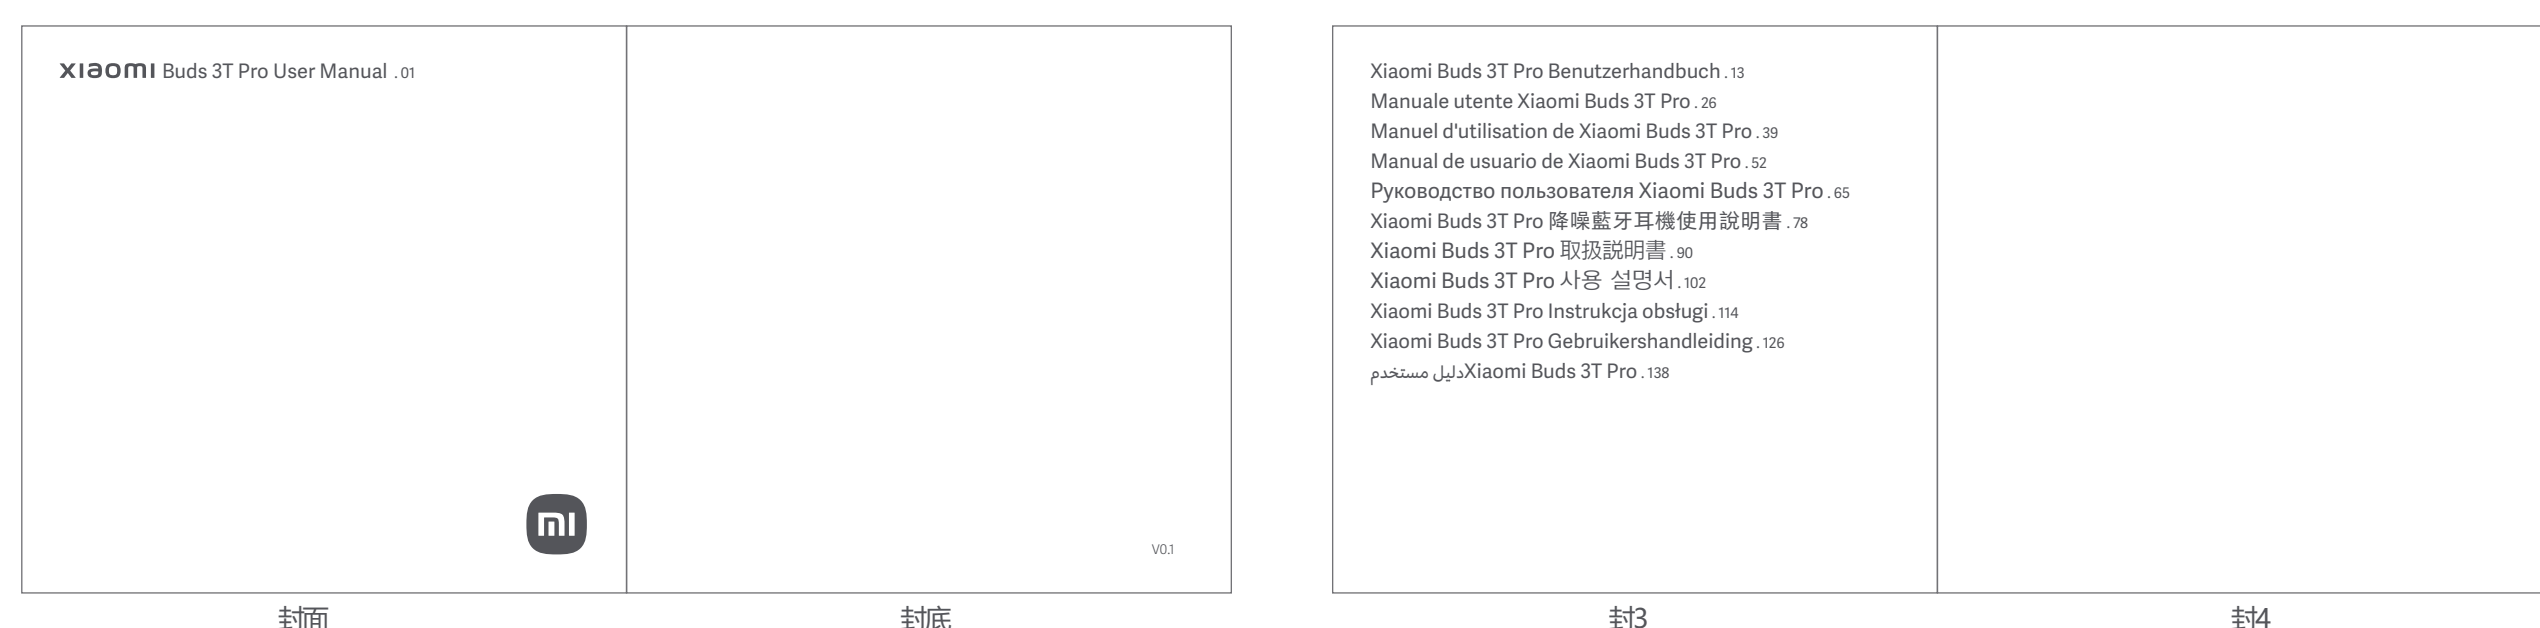 xiaomi Buds 3T Pro User Manual . 01
mi
V0.1
封面
封底
Xiaomi Buds 3T Pro Benutzerhandbuch . 13
Manuale utente Xiaomi Buds 3T Pro . 26
Manuel d'utilisation de Xiaomi Buds 3T Pro . 39
Manual de usuario de Xiaomi Buds 3T Pro . 52
Руководство пользователя Xiaomi Buds 3T Pro . 65
Xiaomi Buds 3T Pro 降噪藍牙耳機使用說明書 . 78
Xiaomi Buds 3T Pro 取扱説明書 . 90
Xiaomi Buds 3T Pro 사용 설명서 . 102
Xiaomi Buds 3T Pro Instrukcja obsługi . 114
Xiaomi Buds 3T Pro Gebruikershandleiding . 126
دليل مستخدم Xiaomi Buds 3T Pro . 138
封3
封4